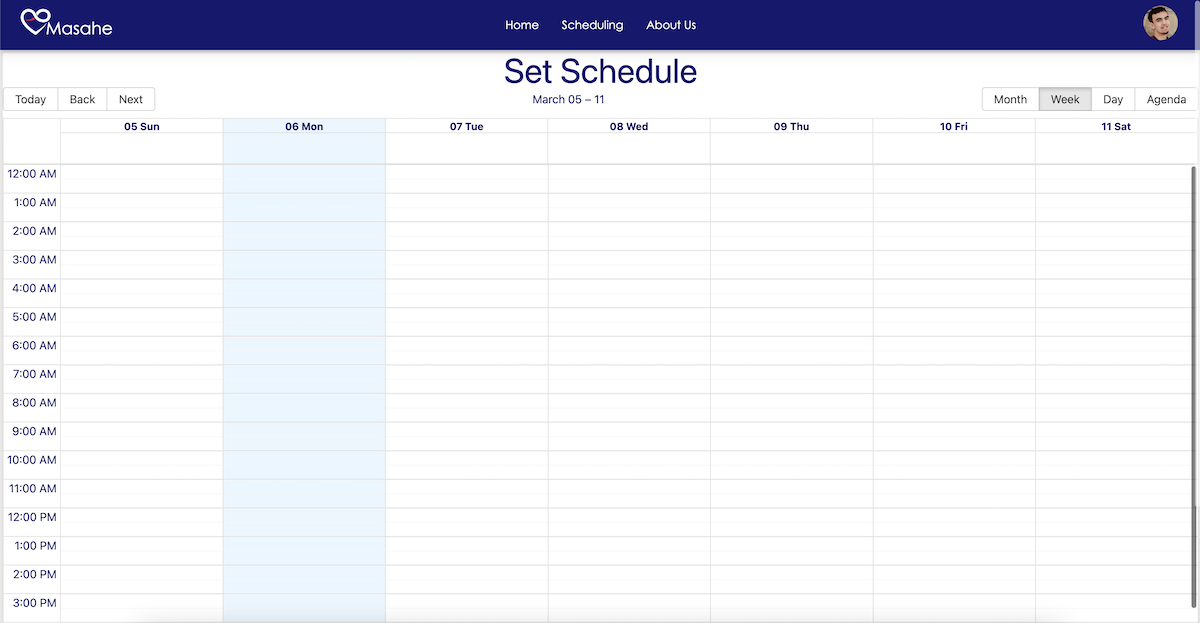 Masahe
Home Scheduling About Us
Set Schedule
Today Back Next March 05 – 11 Month Week Day Agenda
05 Sun 06 Mon 07 Tue 08 Wed 09 Thu 10 Fri 11 Sat
12:00 AM
1:00 AM
2:00 AM
3:00 AM
4:00 AM
5:00 AM
6:00 AM
7:00 AM
8:00 AM
9:00 AM
10:00 AM
11:00 AM
12:00 PM
1:00 PM
2:00 PM
3:00 PM